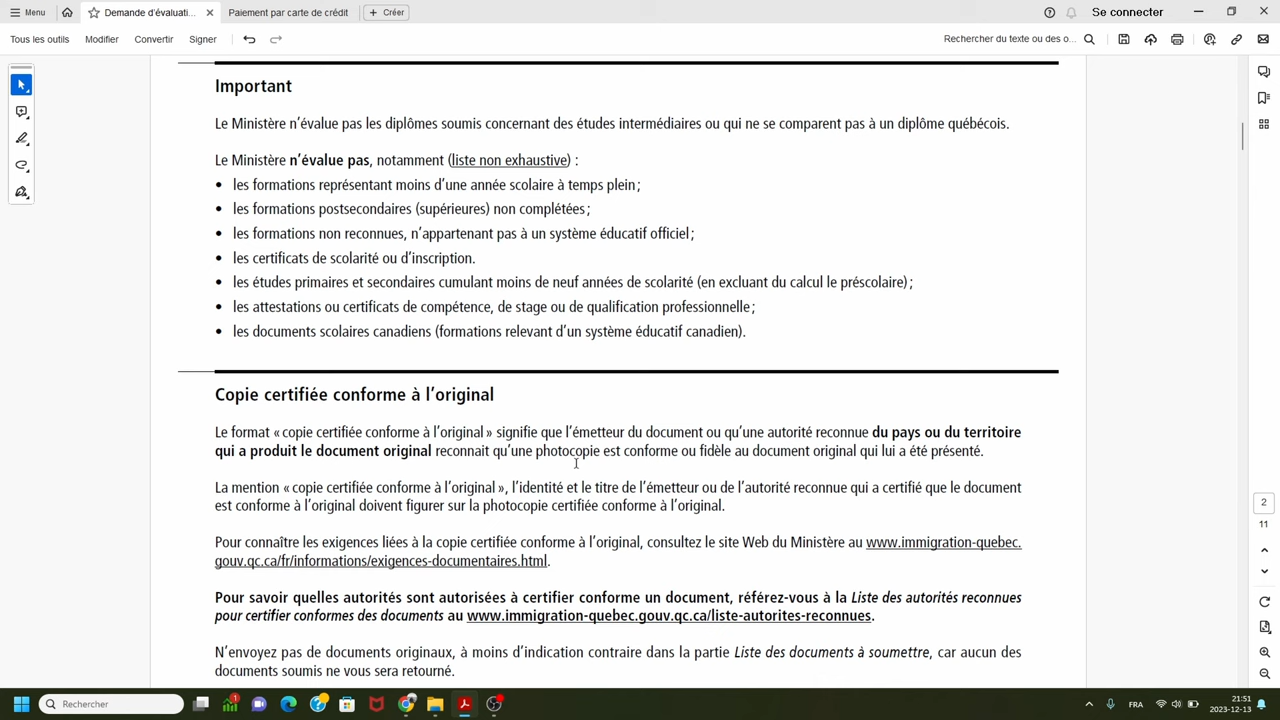 Menu
Demande d'évaluati...
Paiement par carte de crédit
Créer
Se connecter
Tous les outils
Modifier
Convertir
Signer
Rechercher du texte ou des o...
Important
Le Ministère n'évalue pas les diplômes soumis concernant des études intermédiaires ou qui ne se comparent pas à un diplôme québécois.
Le Ministère n'évalue pas, notamment (liste non exhaustive) :
• les formations représentant moins d'une année scolaire à temps plein ;
• les formations postsecondaires (supérieures) non complétées ;
• les formations non reconnues, n'appartenant pas à un système éducatif officiel ;
• les certificats de scolarité ou d'inscription.
• les études primaires et secondaires cumulant moins de neuf années de scolarité (en excluant du calcul le préscolaire) ;
• les attestations ou certificats de compétence, de stage ou de qualification professionnelle ;
• les documents scolaires canadiens (formations relevant d'un système éducatif canadien).
Copie certifiée conforme à l'original
Le format « copie certifiée conforme à l'original » signifie que l'émetteur du document ou qu'une autorité reconnue du pays ou du territoire
qui a produit le document original reconnait qu'une photocopie est conforme ou fidèle au document original qui lui a été présenté.
La mention « copie certifiée conforme à l'original », l'identité et le titre de l'émetteur ou de l'autorité reconnue qui a certifié que le document
est conforme à l'original doivent figurer sur la photocopie certifiée conforme à l'original.
Pour connaître les exigences liées à la copie certifiée conforme à l'original, consultez le site Web du Ministère au www.immigration-quebec.
gouv.qc.ca/fr/informations/exigences-documentaires.html.
Pour savoir quelles autorités sont autorisées à certifier conforme un document, référez-vous à la Liste des autorités reconnues
pour certifier conformes des documents au www.immigration-quebec.gouv.qc.ca/liste-autorites-reconnues.
N'envoyez pas de documents originaux, à moins d'indication contraire dans la partie Liste des documents à soumettre, car aucun des
documents soumis ne vous sera retourné.
2
11
Rechercher
1
FRA
21:51
2023-12-13